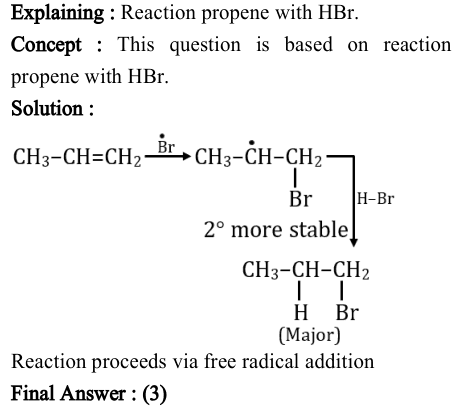 Explaining : Reaction propene with HBr.
Concept : This question is based on reaction
propene with HBr.
Solution :
CH₃–CH=CH₂ Ḃr CH₃–ĊH–CH₂
Br
H–Br
2° more stable
CH₃–CH–CH₂
H Br
(Major)
Reaction proceeds via free radical addition
Final Answer : (3)